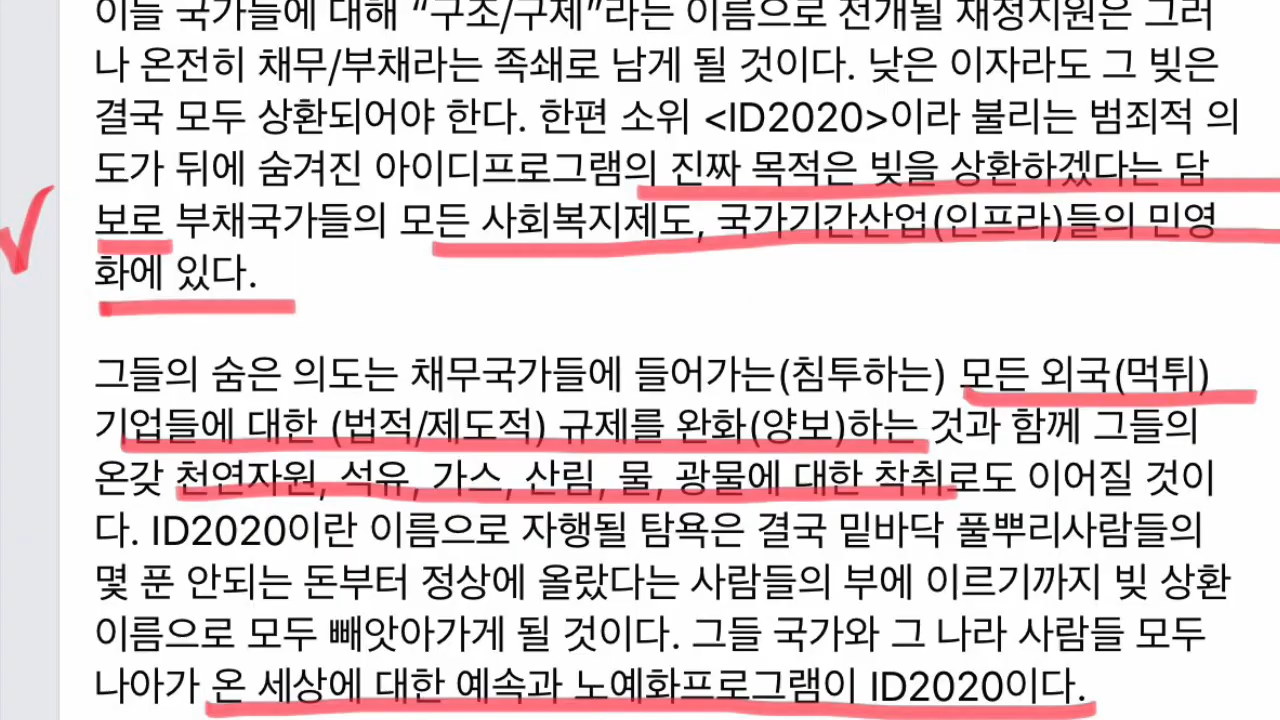 이들 국가들에 대해 “구조/구제”라는 이름으로 전개될 재정지원은 그러
나 온전히 채무/부채라는 족쇄로 남게 될 것이다. 낮은 이자라도 그 빚은
결국 모두 상환되어야 한다. 한편 소위 <ID2020>이라 불리는 범죄적 의
도가 뒤에 숨겨진 아이디프로그램의 진짜 목적은 빚을 상환하겠다는 담
보로 부채국가들의 모든 사회복지제도, 국가기간산업(인프라)들의 민영
화에 있다.
그들의 숨은 의도는 채무국가들에 들어가는(침투하는) 모든 외국(먹튀)
기업들에 대한 (법적/제도적) 규제를 완화(양보)하는 것과 함께 그들의
온갖 천연자원, 석유, 가스, 산림, 물, 광물에 대한 착취로도 이어질 것이
다. ID2020이란 이름으로 자행될 탐욕은 결국 밑바닥 풀뿌리사람들의
몇 푼 안되는 돈부터 정상에 올랐다는 사람들의 부에 이르기까지 빚 상환
이름으로 모두 빼앗아가게 될 것이다. 그들 국가와 그 나라 사람들 모두
나아가 온 세상에 대한 예속과 노예화프로그램이 ID2020이다.